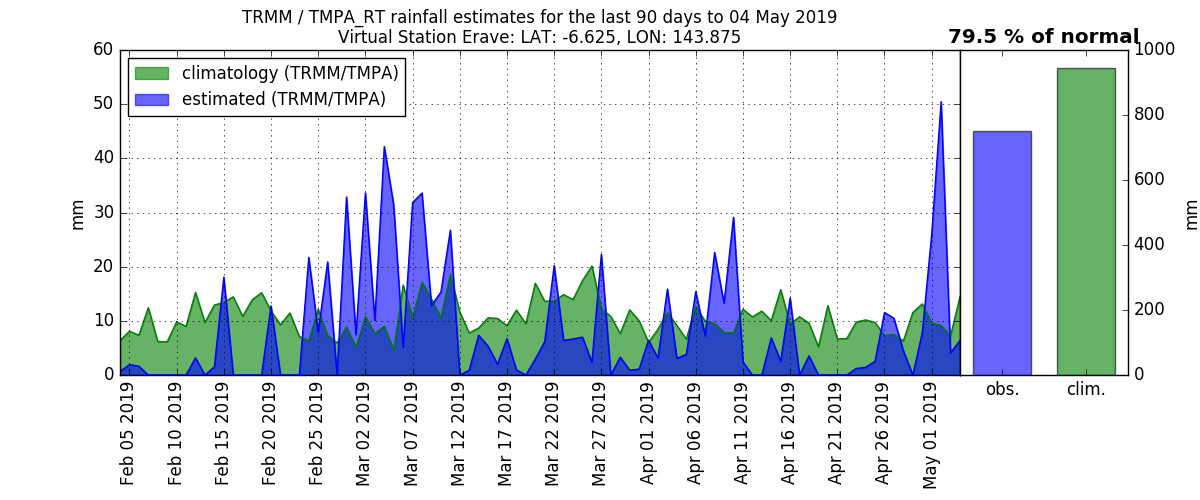 TRMM / TMPA_RT rainfall estimates for the last 90 days to 04 May 2019
Virtual Station Erave: LAT: -6.625, LON: 143.875
79.5 % of normal
climatology (TRMM/TMPA)
estimated (TRMM/TMPA)
mm
60
50
40
30
20
10
0
Feb 05 2019
Feb 10 2019
Feb 15 2019
Feb 20 2019
Feb 25 2019
Mar 02 2019
Mar 07 2019
Mar 12 2019
Mar 17 2019
Mar 22 2019
Mar 27 2019
Apr 01 2019
Apr 06 2019
Apr 11 2019
Apr 16 2019
Apr 21 2019
Apr 26 2019
May 01 2019
obs.
clim.
1000
800
600
400
200
0
mm